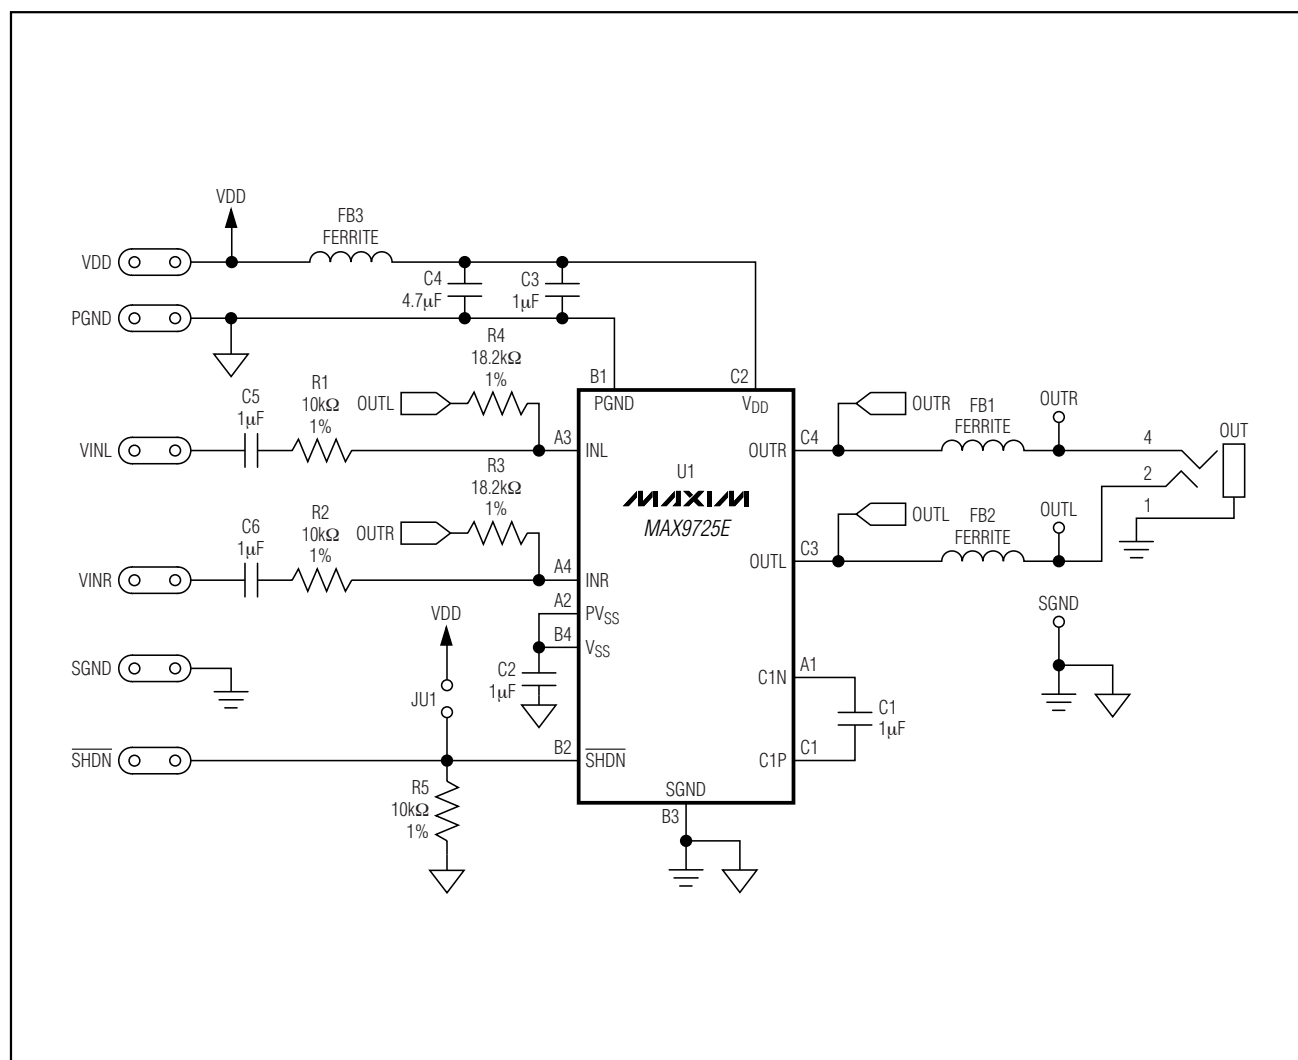 VDD
FB3
FERRITE
VDD
C4
4.7μF
C3
1μF
PGND
R4
18.2kΩ
1%
B1
C2
PGND
VDD
C5
1μF
R1
10kΩ
1%
OUTL
OUTR
FB1
FERRITE
OUTR
VINL
A3
INL
C4
OUTR
4
OUT
R3
18.2kΩ
1%
U1
MAXIM
MAX9725E
2
1
C6
1μF
R2
10kΩ
1%
OUTR
OUTL
FB2
FERRITE
OUTL
VINR
A4
INR
C3
OUTL
A2
PVSS
B4
VSS
SGND
VDD
SGND
C2
1μF
JU1
A1
C1N
C1
1μF
SHDN
B2
SHDN
C1
C1P
R5
10kΩ
1%
SGND
B3